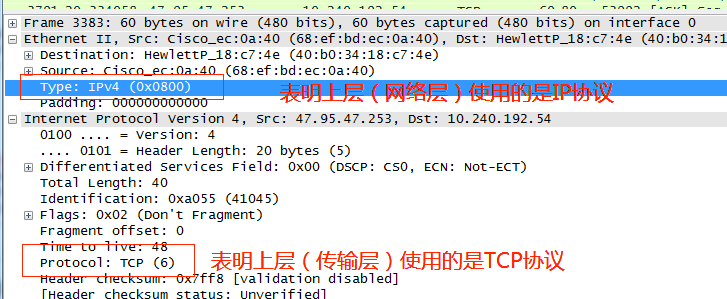 Frame 3383: 60 bytes on wire (480 bits), 60 bytes captured (480 bits) on interface 0
Ethernet II, Src: Cisco_ec:0a:40 (68:ef:bd:ec:0a:40), Dst: HewlettP_18:c7:4e (40:b0:34:1
Destination: HewlettP_18:c7:4e (40:b0:34:18:c7:4e)
Source: Cisco_ec:0a:40 (68:ef:bd:ec:0a:40)
Type: IPv4 (0x0800) 表明上层（网络层）使用的是IP协议
Padding: 000000000000
Internet Protocol Version 4, Src: 47.95.47.253, Dst: 10.240.192.54
0100 .... = Version: 4
.... 0101 = Header Length: 20 bytes (5)
Differentiated Services Field: 0x00 (DSCP: CS0, ECN: Not-ECT)
Total Length: 40
Identification: 0xa055 (41045)
Flags: 0x02 (Don't Fragment)
Fragment offset: 0
Time to live: 48
Protocol: TCP (6) 表明上层（传输层）使用的是TCP协议
Header checksum: 0x7ff8 [validation disabled]
[Header checksum status: Unverified]